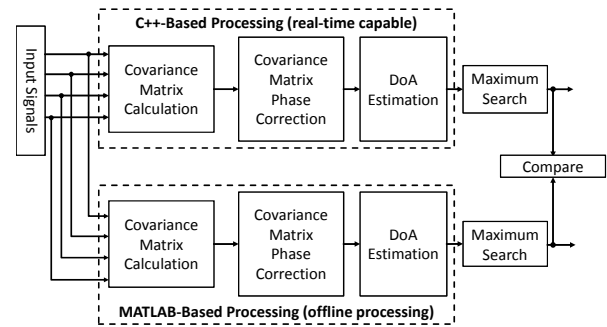 C++-Based Processing (real-time capable)
Input Signals
Covariance
Matrix
Calculation
Covariance
Matrix
Phase
Correction
DoA
Estimation
Maximum
Search
Compare
Covariance
Matrix
Calculation
Covariance
Matrix
Phase
Correction
DoA
Estimation
Maximum
Search
MATLAB-Based Processing (offline processing)